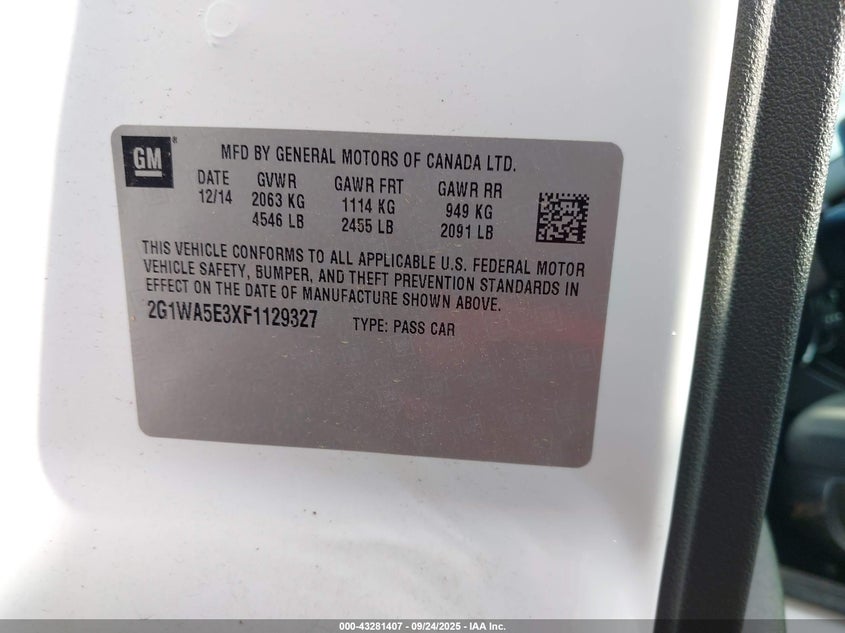 GM
MFD BY GENERAL MOTORS OF CANADA LTD.
DATE GVWR GAWR FRT GAWR RR
12/14 2063 KG 1114 KG 949 KG
4546 LB 2455 LB 2091 LB
THIS VEHICLE CONFORMS TO ALL APPLICABLE U.S. FEDERAL MOTOR
VEHICLE SAFETY, BUMPER, AND THEFT PREVENTION STANDARDS IN
EFFECT ON THE DATE OF MANUFACTURE SHOWN ABOVE.
2G1WA5E3XF1129327 TYPE: PASS CAR
000-43281407 - 09/24/2025 - IAA Inc.